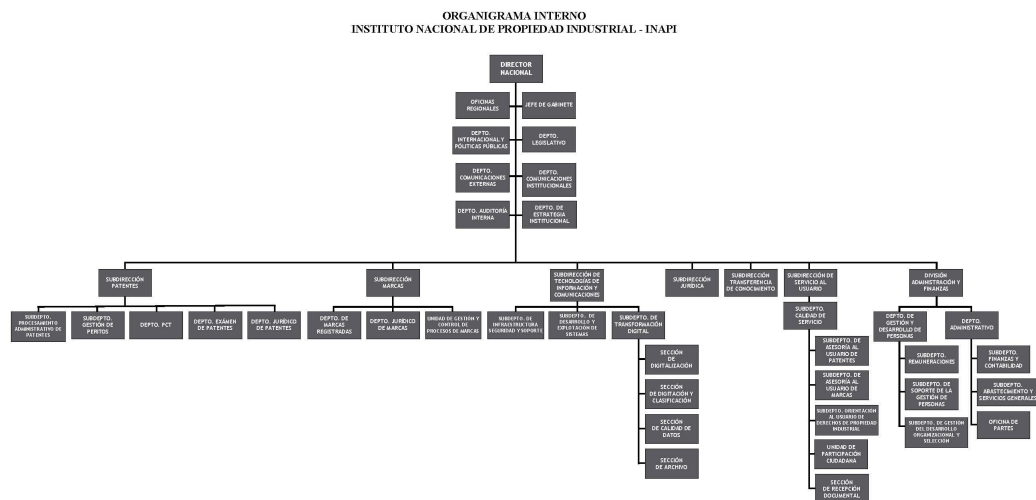 ORGANIGRAMA INTERNO
INSTITUTO NACIONAL DE PROPIEDAD INDUSTRIAL - INAPI
DIRECTOR
NACIONAL
OFICINAS
REGIONALES
JEFE DE GABINETE
DEPTO.
INTERNACIONAL Y
PÓLITICAS PÚBLICAS
DEPTO.
LEGISLATIVO
DEPTO.
COMUNICACIONES
EXTERNAS
DEPTO.
COMUNICACIONES
INSTITUCIONALES
DEPTO. AUDITORÍA
INTERNA
DEPTO. DE
ESTRATEGIA
INSTITUCIONAL
SUBDIRECCIÓN
PATENTES
SUBDIRECCIÓN
MARCAS
SUBDIRECCIÓN DE
TECNOLOGÍAS DE
INFORMACIÓN Y
COMUNICACIONES
SUBDIRECCIÓN
JURÍDICA
SUBDIRECCIÓN
TRANSFERENCIA
DE CONOCIMIENTO
SUBDIRECCIÓN DE
SERVICIO AL
USUARIO
DIVISIÓN
ADMINISTRACIÓN Y
FINANZAS
SUBDEPTO.
PROCESAMIENTO
ADMINISTRATIVO DE
PATENTES
SUBDEPTO.
GESTIÓN DE
PERITOS
DEPTO. PCT
DEPTO. EXÁMEN
DE PATENTES
DEPTO. JURÍDICO
DE PATENTES
DEPTO. DE
MARCAS
REGISTRADAS
DEPTO. JURÍDICO
DE MARCAS
UNIDAD DE GESTIÓN Y
CONTROL DE
PROCESOS DE MARCAS
SUBDEPTO. DE
INFRAESTRUCTURA
SEGURIDAD Y SOPORTE
SUBDEPTO. DE
DESARROLLO Y
EXPLOTACIÓN DE
SISTEMAS
SUBDEPTO. DE
TRANSFORMACIÓN
DIGITAL
SUBDEPTO.
CALIDAD DE
SERVICIO
DEPTO. DE
GESTIÓN Y
DESARROLLO DE
PERSONAS
DEPTO.
ADMINISTRATIVO
SECCIÓN
DE
DIGITALIZACIÓN
SECCIÓN
DE DIGITACIÓN Y
CLASIFICACIÓN
SECCIÓN
DE CALIDAD DE
DATOS
SECCIÓN
DE ARCHIVO
SUBDEPTO. DE
ASESORÍA AL
USUARIO DE
PATENTES
SUBDEPTO. DE
ASESORÍA AL
USUARIO DE
MARCAS
SUBDEPTO. ORIENTACIÓN
AL USUARIO DE
DERECHOS DE PROPIEDAD
INDUSTRIAL
UNIDAD DE
PARTICIPACIÓN
CIUDADANA
SECCIÓN
DE RECEPCIÓN
DOCUMENTAL
SUBDEPTO.
REMUNERACIONES
SUBDEPTO. DE
SOPORTE DE LA
GESTIÓN DE
PERSONAS
SUBDEPTO. DE GESTIÓN
DEL DESARROLLO
ORGANIZACIONAL Y
SELECCIÓN
SUBDEPTO.
FINANZAS Y
CONTABILIDAD
SUBDEPTO.
ABASTECIMIENTO Y
SERVICIOS GENERALES
OFICINA DE
PARTES